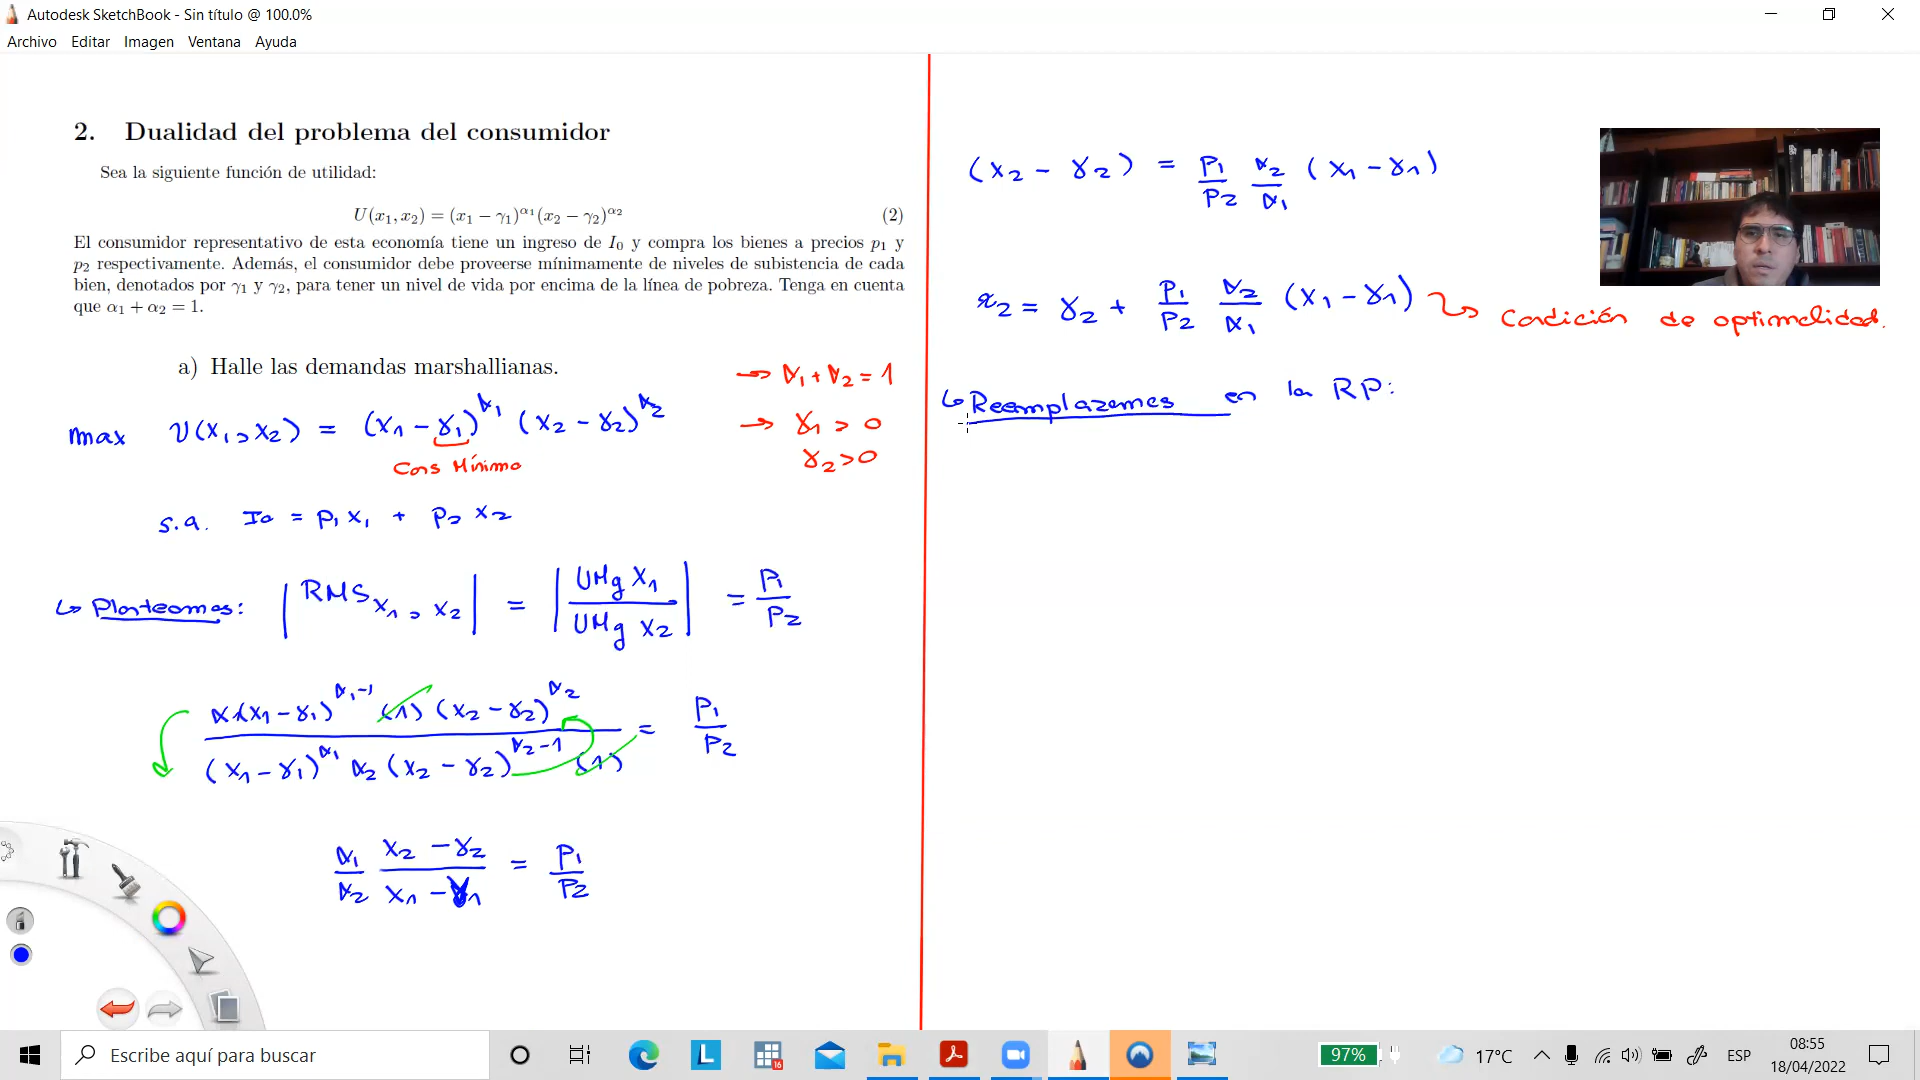 Autodesk SketchBook - Sin título @ 100.0%
Archivo Editar Imagen Ventana Ayuda
2. Dualidad del problema del consumidor
Sea la siguiente función de utilidad:
U(x₁, x₂) = (x₁ − γ₁)^α₁ (x₂ − γ₂)^α₂ (2)
El consumidor representativo de esta economía tiene un ingreso de I₀ y compra los bienes a precios p₁ y
p₂ respectivamente. Además, el consumidor debe proveerse mínimamente de niveles de subsistencia de cada
bien, denotados por γ₁ y γ₂, para tener un nivel de vida por encima de la línea de pobreza. Tenga en cuenta
que α₁ + α₂ = 1.
a) Halle las demandas marshallianas.
→ α₁ + α₂ = 1
max U(x₁, x₂) = (x₁ − γ₁)^α₁ (x₂ − γ₂)^α₂
→ γ₁ > 0
γ₂ > 0
Cons Mínimo
s.a. I₀ = p₁ x₁ + p₂ x₂
↳ Planteamos: | RMS x₁, x₂ | = | UMg x₁ / UMg x₂ | = p₁ / p₂
α₁(x₁ − γ₁)^α₁−1 (1) (x₂ − γ₂)^α₂ / (x₁ − γ₁)^α₁ α₂ (x₂ − γ₂)^α₂−1 (1) = p₁ / p₂
α₁ / α₂ x₂ − γ₂ / x₁ − γ₁ = p₁ / p₂
(x₂ − γ₂) = p₁ / p₂ α₂ / α₁ (x₁ − γ₁)
x₂ = γ₂ + p₁ / p₂ α₂ / α₁ (x₁ − γ₁) ↝ Condición de optimalidad.
↳ Reemplazamos en la RP:
Escribe aquí para buscar
16
97%
17°C
ESP
08:55
18/04/2022